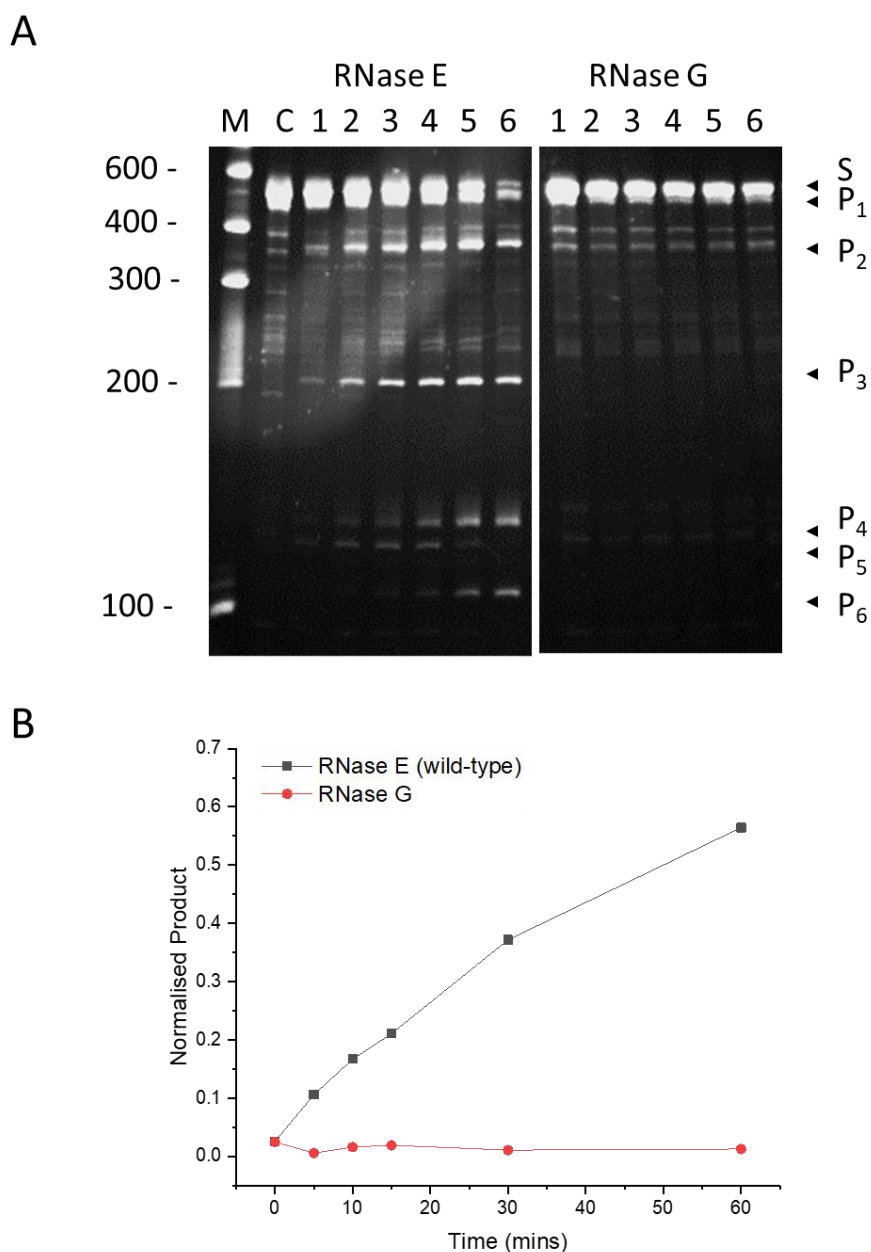 A
RNase E RNase G
M C 1 2 3 4 5 6 1 2 3 4 5 6
600 -
S
P1
400 -
P2
300 -
P3
200 -
P4
P5
100 -
P6
B
0.7
RNase E (wild-type)
RNase G
0.6
0.5
0.4
0.3
0.2
0.1
0.0
Normalised Product
0 10 20 30 40 50 60
Time (mins)